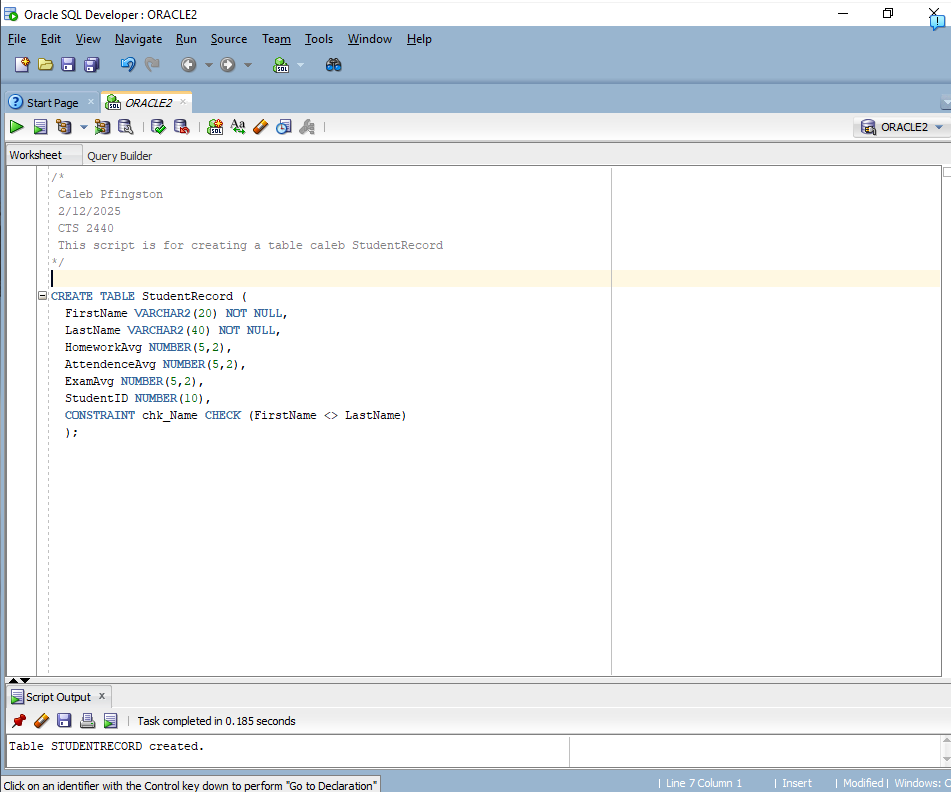 Oracle SQL Developer : ORACLE2
File Edit View Navigate Run Source Team Tools Window Help
Start Page ORACLE2
ORACLE2
Worksheet Query Builder
/*
Caleb Pfingston
2/12/2025
CTS 2440
This script is for creating a table caleb StudentRecord
*/
CREATE TABLE StudentRecord (
FirstName VARCHAR2(20) NOT NULL,
LastName VARCHAR2(40) NOT NULL,
HomeworkAvg NUMBER(5,2),
AttendenceAvg NUMBER(5,2),
ExamAvg NUMBER(5,2),
StudentID NUMBER(10),
CONSTRAINT chk_Name CHECK (FirstName <> LastName)
);
Script Output
Task completed in 0.185 seconds
Table STUDENTRECORD created.
Click on an identifier with the Control key down to perform "Go to Declaration" | Line 7 Column 1 | Insert | Modified | Windows: C